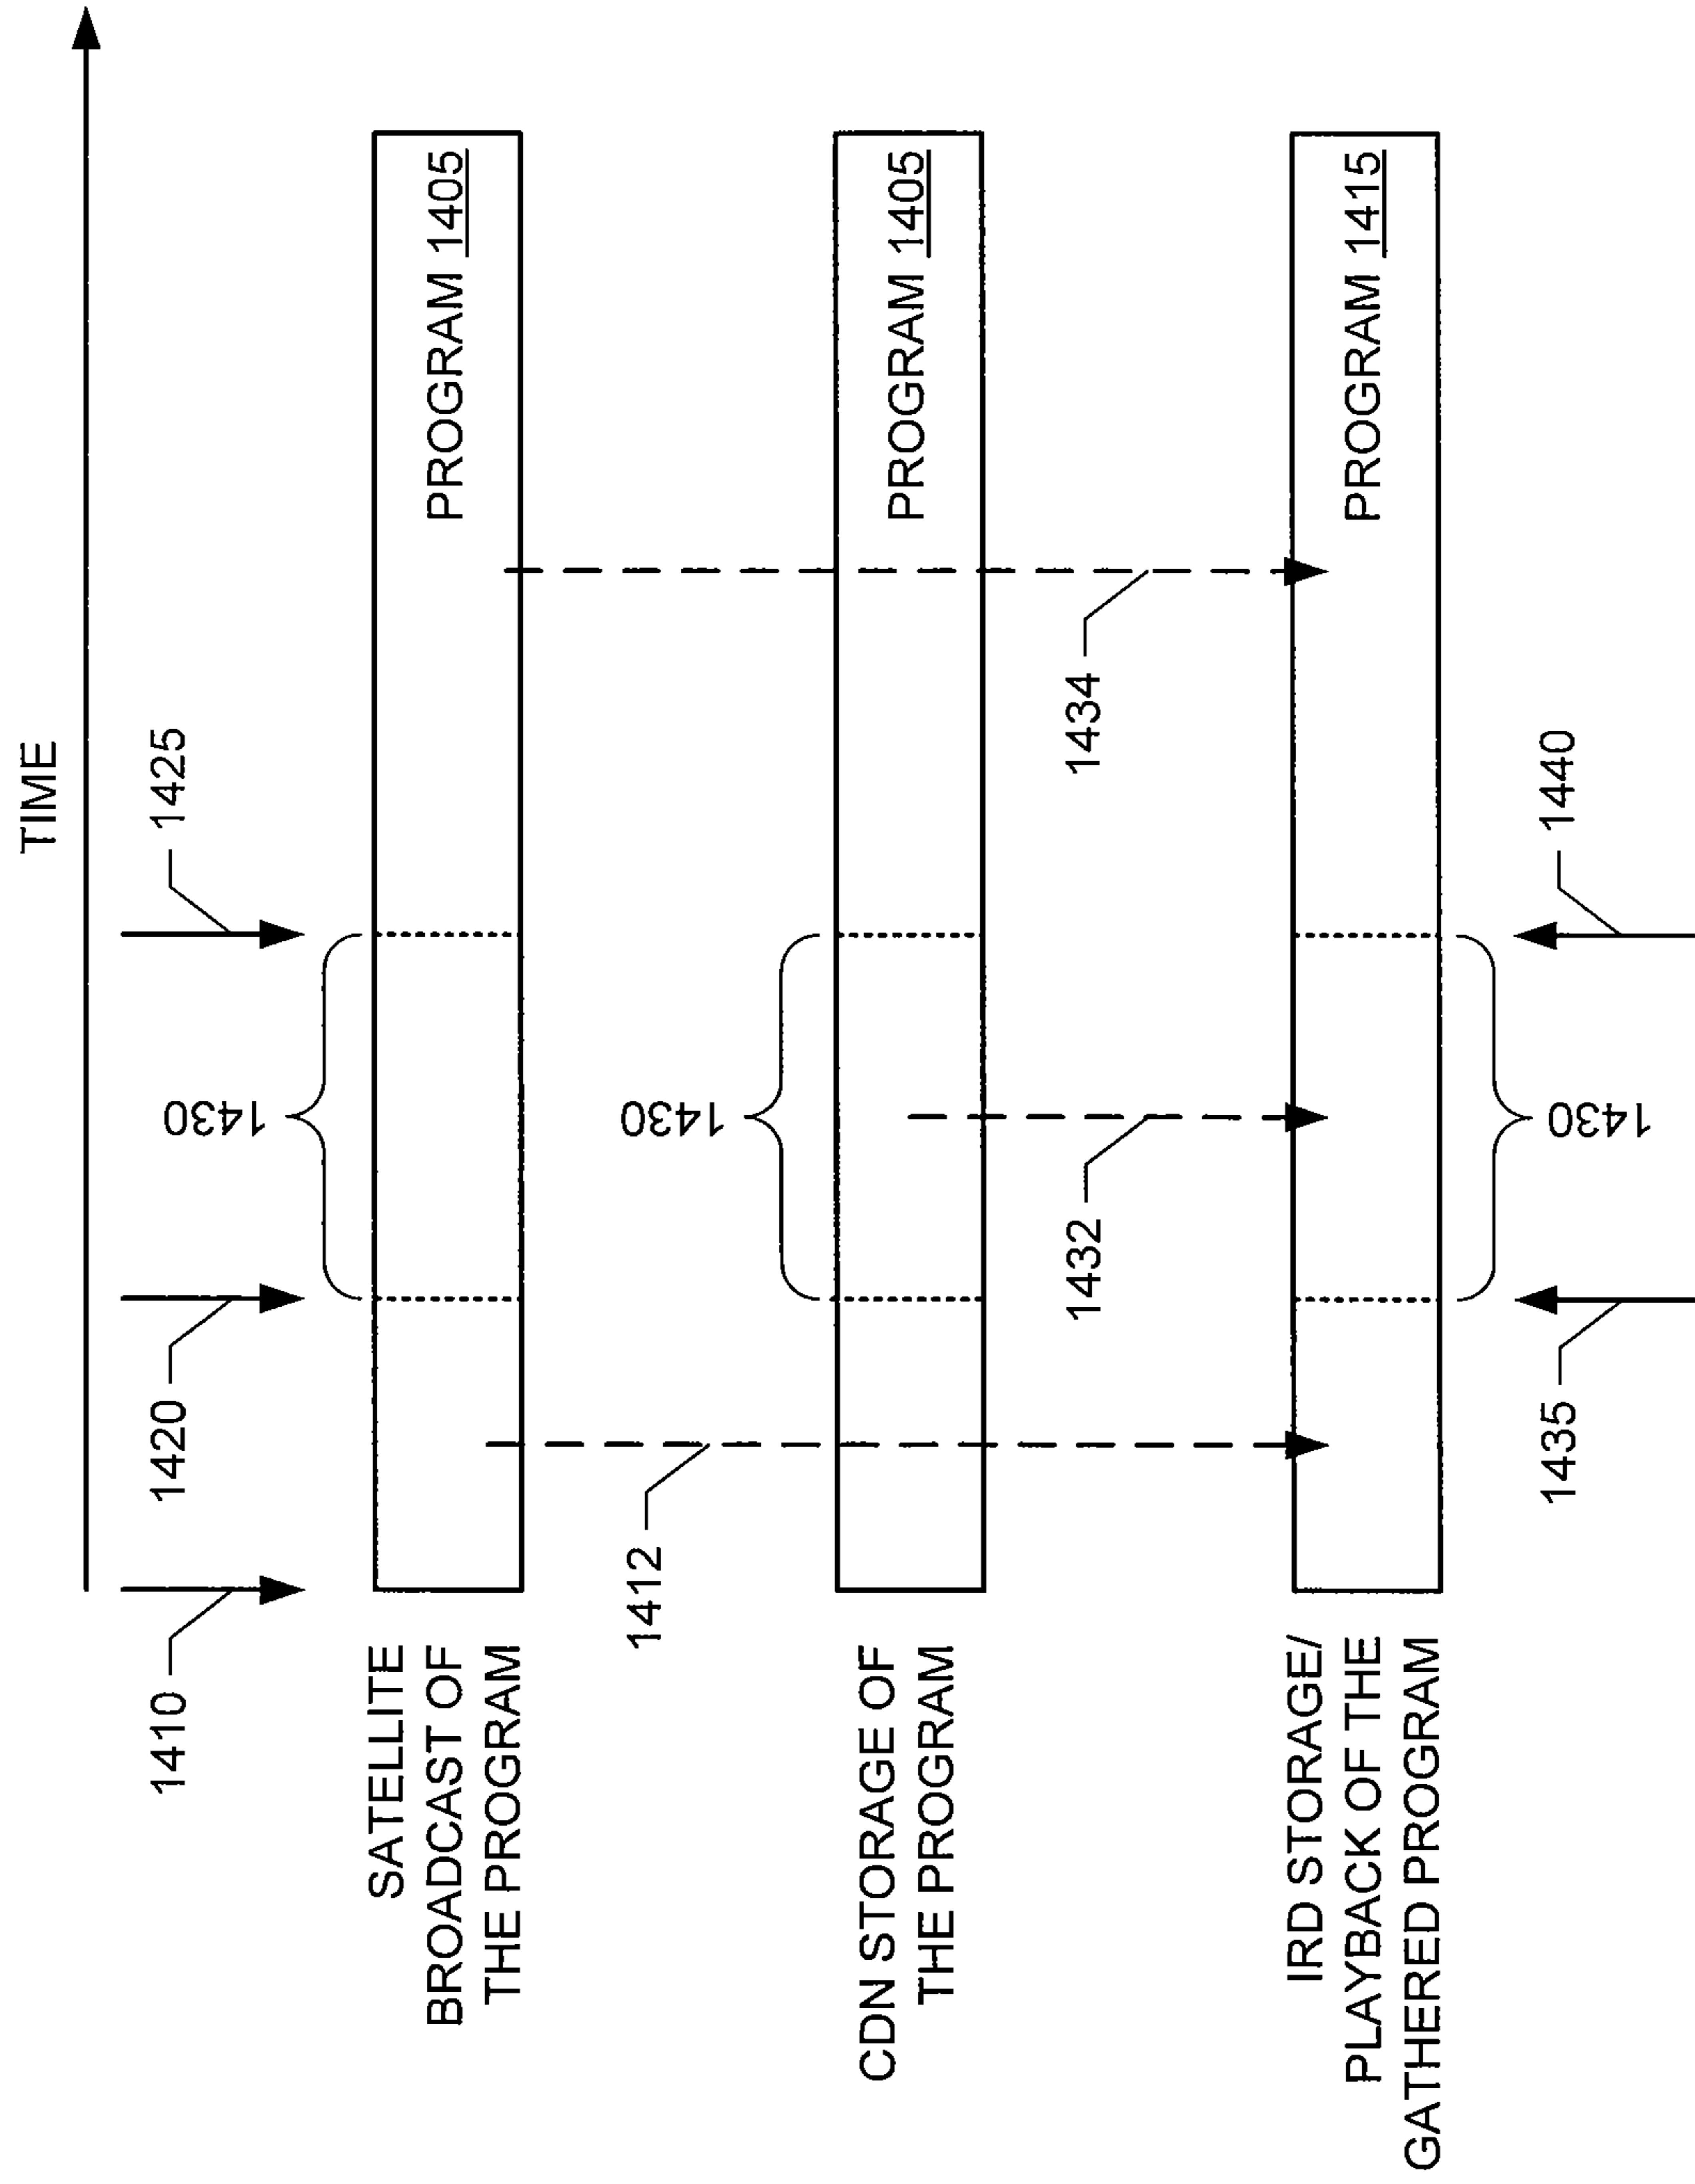 TIME
1410
1420
1425
1430
SATELLITE
BROADCAST OF
THE PROGRAM
PROGRAM 1405
1412
1430
CDN STORAGE OF
THE PROGRAM
PROGRAM 1405
1432
1434
IRD STORAGE/
PLAYBACK OF THE
GATHERED PROGRAM
PROGRAM 1415
1430
1435
1440